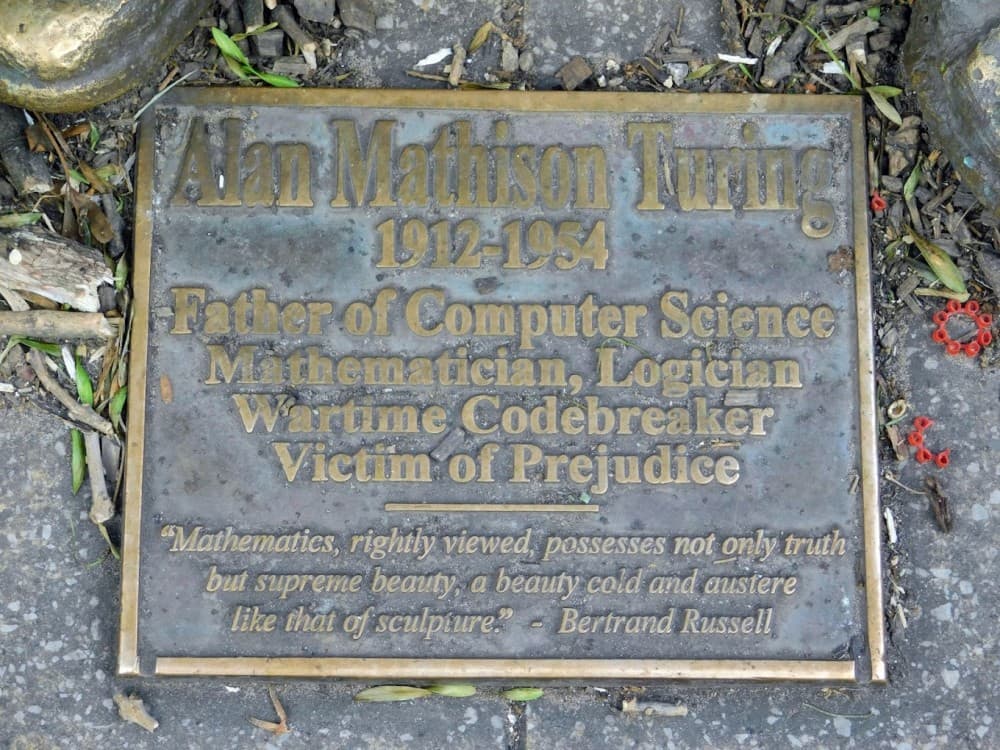 Alan Mathison Turing
1912-1954
Father of Computer Science
Mathematician, Logician
Wartime Codebreaker
Victim of Prejudice
“Mathematics, rightly viewed, possesses not only truth
but supreme beauty, a beauty cold and austere
like that of sculpture.” - Bertrand Russell